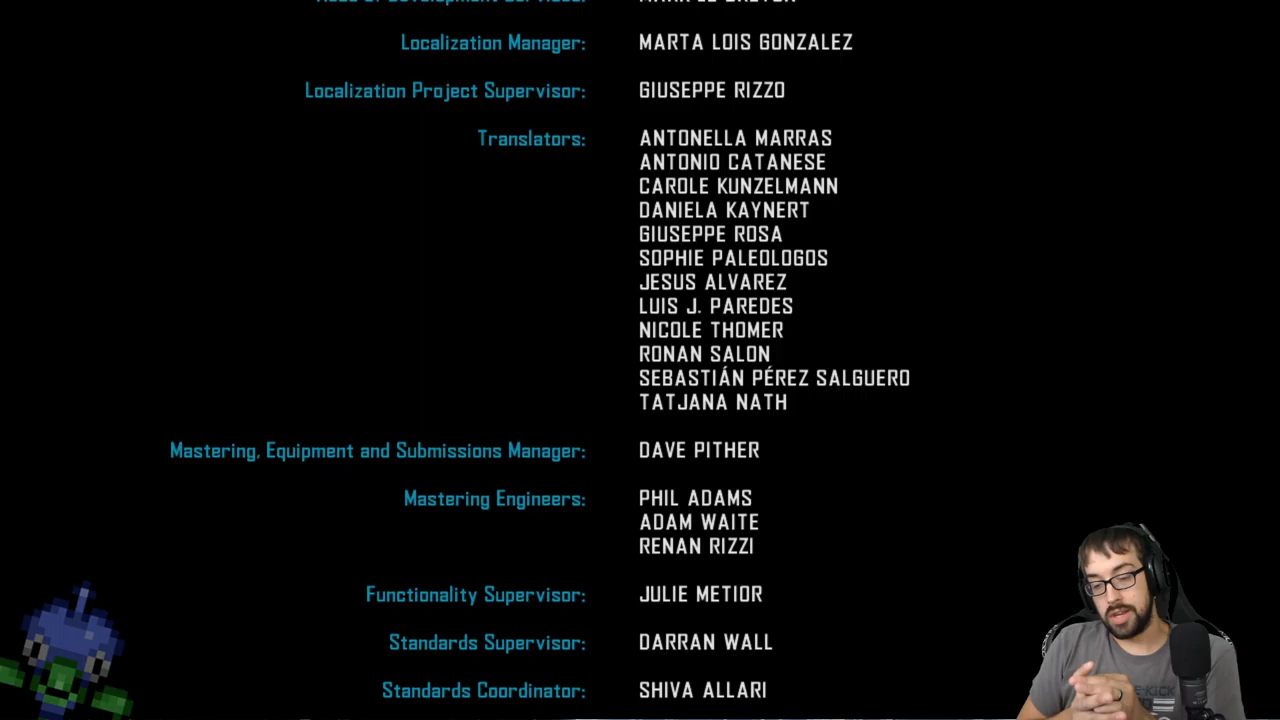 Localization Manager: MARTA LOIS GONZALEZ
Localization Project Supervisor: GIUSEPPE RIZZO
Translators: ANTONELLA MARRAS
ANTONIO CATANESE
CAROLE KUNZELMANN
DANIELA KAYNERT
GIUSEPPE ROSA
SOPHIE PALEOLOGOS
JESUS ALVAREZ
LUIS J. PAREDES
NICOLE THOMER
RONAN SALON
SEBASTIÁN PÉREZ SALGUERO
TATJANA NATH
Mastering, Equipment and Submissions Manager: DAVE PITHER
Mastering Engineers: PHIL ADAMS
ADAM WAITE
RENAN RIZZI
Functionality Supervisor: JULIE METIOR
Standards Supervisor: DARRAN WALL
Standards Coordinator: SHIVA ALLARI